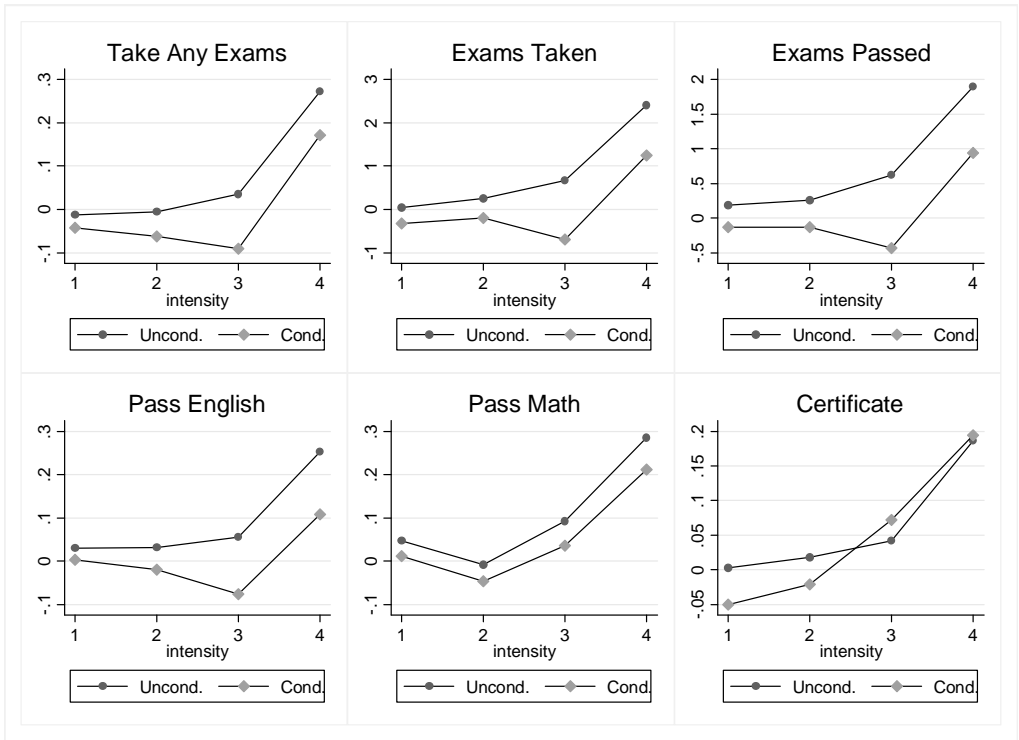 Take Any Exams
.3
.2
.1
0
-.1
1 2 3 4
intensity
Uncond. Cond.
Exams Taken
3
2
1
0
-1
1 2 3 4
intensity
Uncond. Cond.
Exams Passed
2
1.5
1
.5
0
-.5
1 2 3 4
intensity
Uncond. Cond.
Pass English
.3
.2
.1
0
-.1
1 2 3 4
intensity
Uncond. Cond.
Pass Math
.3
.2
.1
0
-.1
1 2 3 4
intensity
Uncond. Cond.
Certificate
.2
.15
.1
.05
0
-.05
1 2 3 4
intensity
Uncond. Cond.